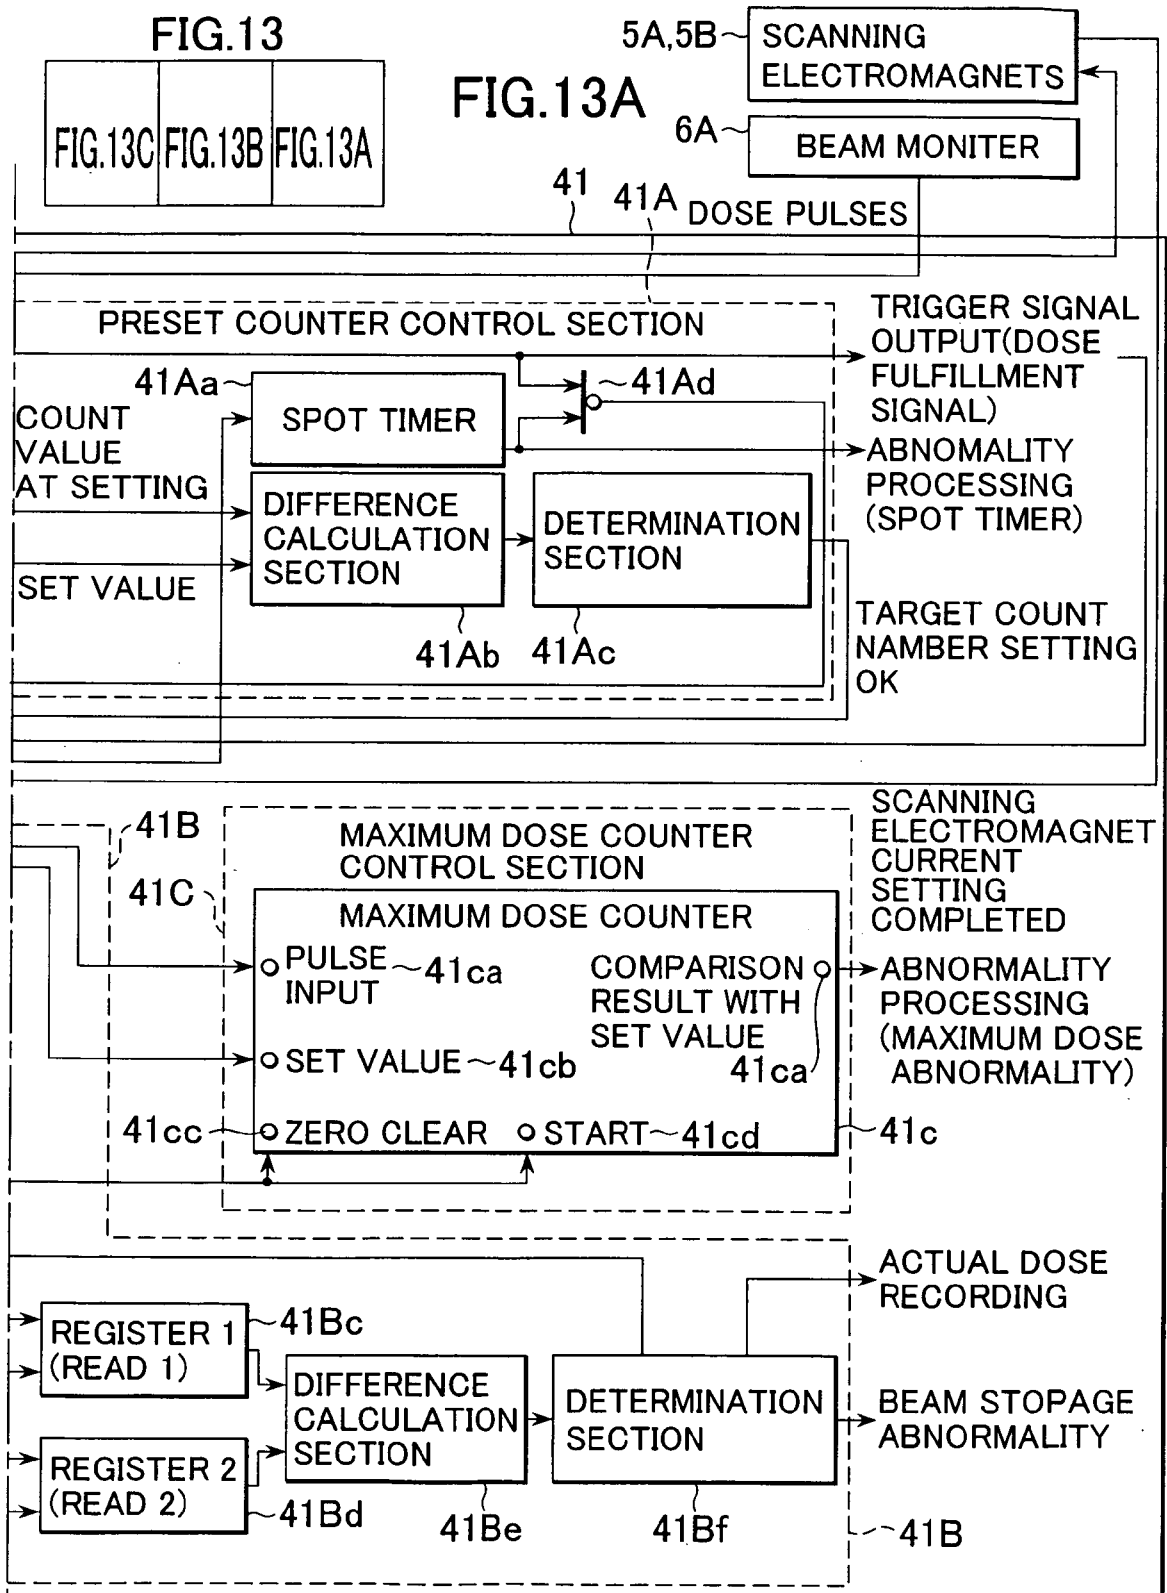 FIG.13
FIG.13C FIG.13B FIG.13A
FIG.13A
5A,5B
SCANNING
ELECTROMAGNETS
6A
BEAM MONITER
41
41A
DOSE PULSES
PRESET COUNTER CONTROL SECTION
TRIGGER SIGNAL
OUTPUT(DOSE
FULFILLMENT
SIGNAL)
41Aa
SPOT TIMER
41Ad
COUNT
VALUE
AT SETTING
ABNOMALITY
PROCESSING
(SPOT TIMER)
DIFFERENCE
CALCULATION
SECTION
DETERMINATION
SECTION
SET VALUE
41Ab
41Ac
TARGET COUNT
NAMBER SETTING
OK
SCANNING
ELECTROMAGNET
CURRENT
SETTING
COMPLETED
41B
41C
MAXIMUM DOSE COUNTER
CONTROL SECTION
MAXIMUM DOSE COUNTER
PULSE
INPUT
41ca
COMPARISON
RESULT WITH
SET VALUE
41ca
ABNORMALITY
PROCESSING
(MAXIMUM DOSE
ABNORMALITY)
SET VALUE
41cb
41cc
ZERO CLEAR
START
41cd
41c
ACTUAL DOSE
RECORDING
REGISTER 1
(READ 1)
41Bc
DIFFERENCE
CALCULATION
SECTION
DETERMINATION
SECTION
BEAM STOPAGE
ABNORMALITY
REGISTER 2
(READ 2)
41Bd
41Be
41Bf
41B